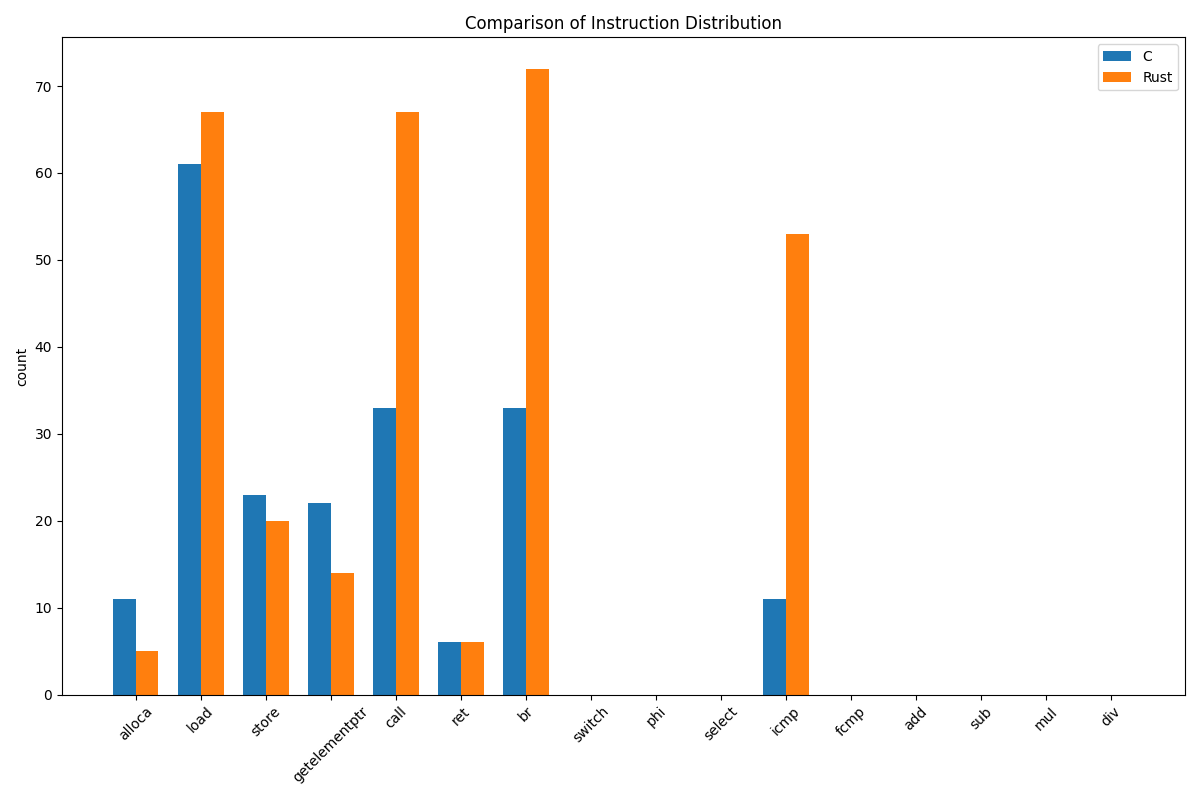 Comparison of Instruction Distribution
C
Rust
count
70
60
50
40
30
20
10
0
alloca
load
store
getelementptr
call
ret
br
switch
phi
select
icmp
fcmp
add
sub
mul
div